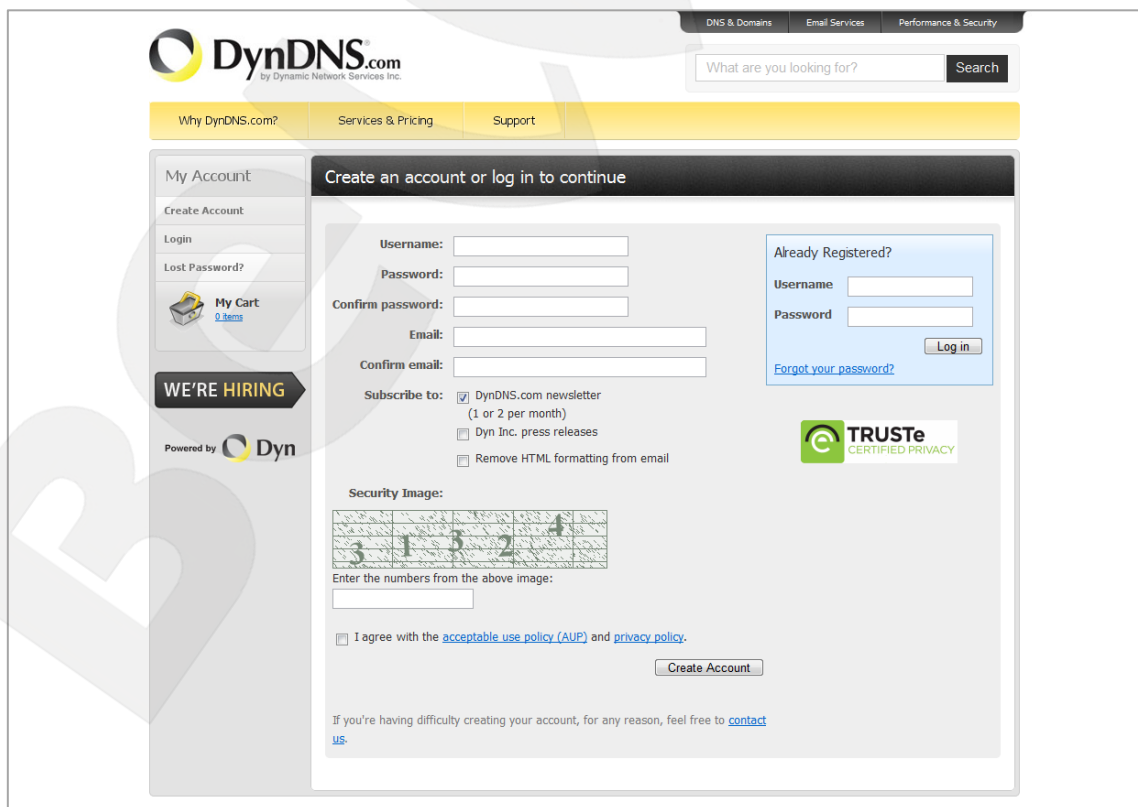 DNS & Domains Email Services Performance & Security
DynDNS.com
by Dynamic Network Services Inc.
What are you looking for? Search
Why DynDNS.com? Services & Pricing Support
My Account
Create Account
Login
Lost Password?
My Cart
0 items
WE'RE HIRING
Powered by Dyn
Create an account or log in to continue
Username:
Password:
Confirm password:
Email:
Confirm email:
Subscribe to: DynDNS.com newsletter
(1 or 2 per month)
Dyn Inc. press releases
Remove HTML formatting from email
Security Image:
3 1 3 2 4
Enter the numbers from the above image:
I agree with the acceptable use policy (AUP) and privacy policy.
Create Account
If you're having difficulty creating your account, for any reason, feel free to contact
us.
Already Registered?
Username
Password
Log in
Forgot your password?
TRUSTe
CERTIFIED PRIVACY